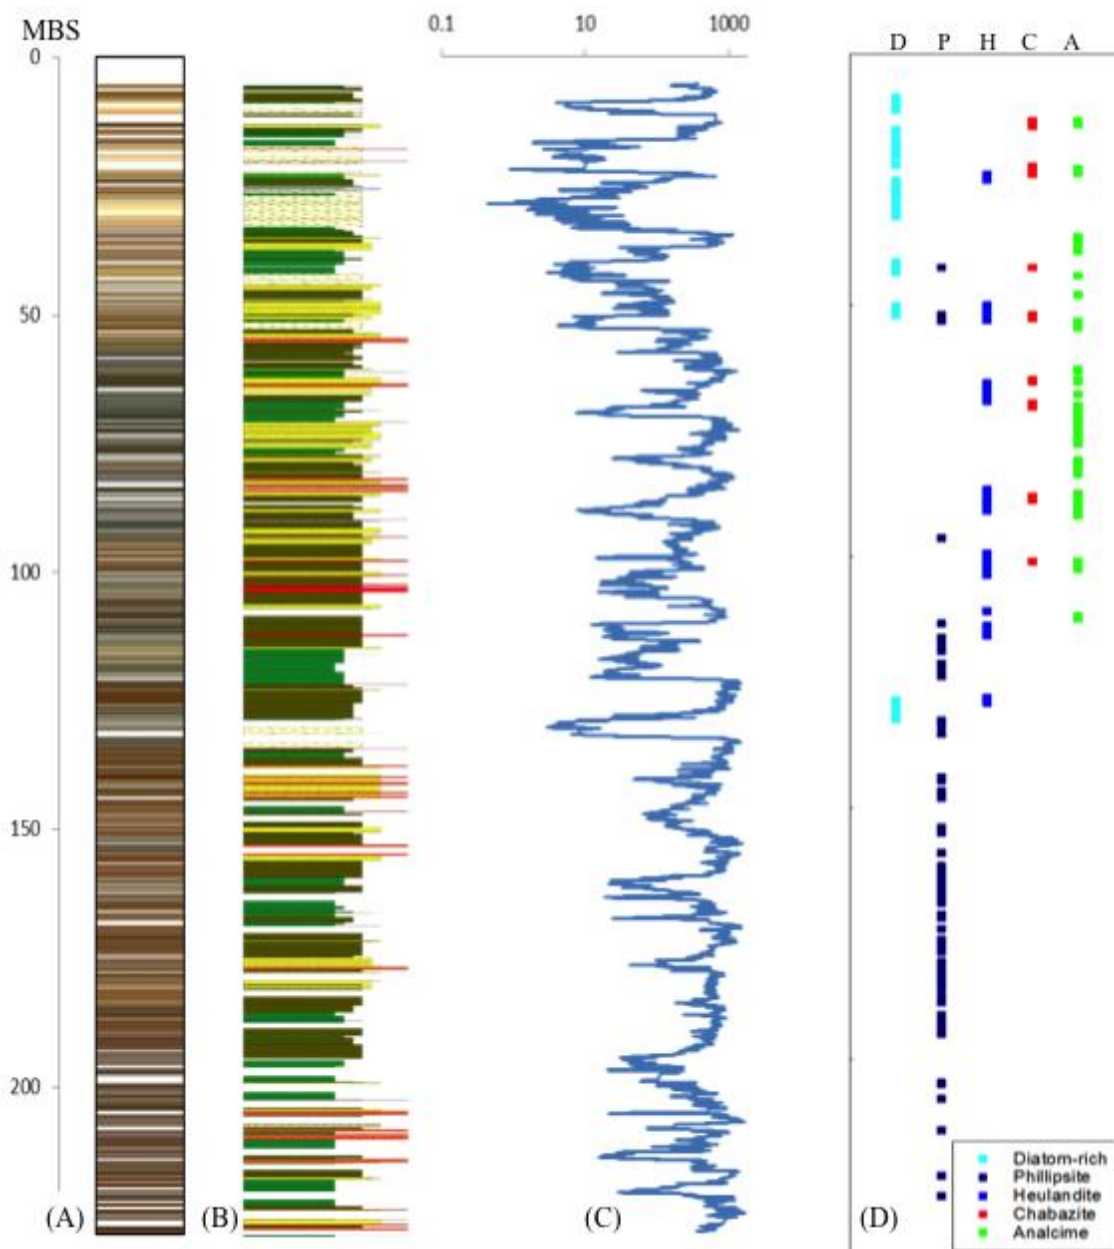 MBS
0.1 10 1000
D P H C A
0
50
100
150
200
(A) (B) (C) (D)
Diatom-rich
Phillipsite
Heulandite
Chabazite
Analcime